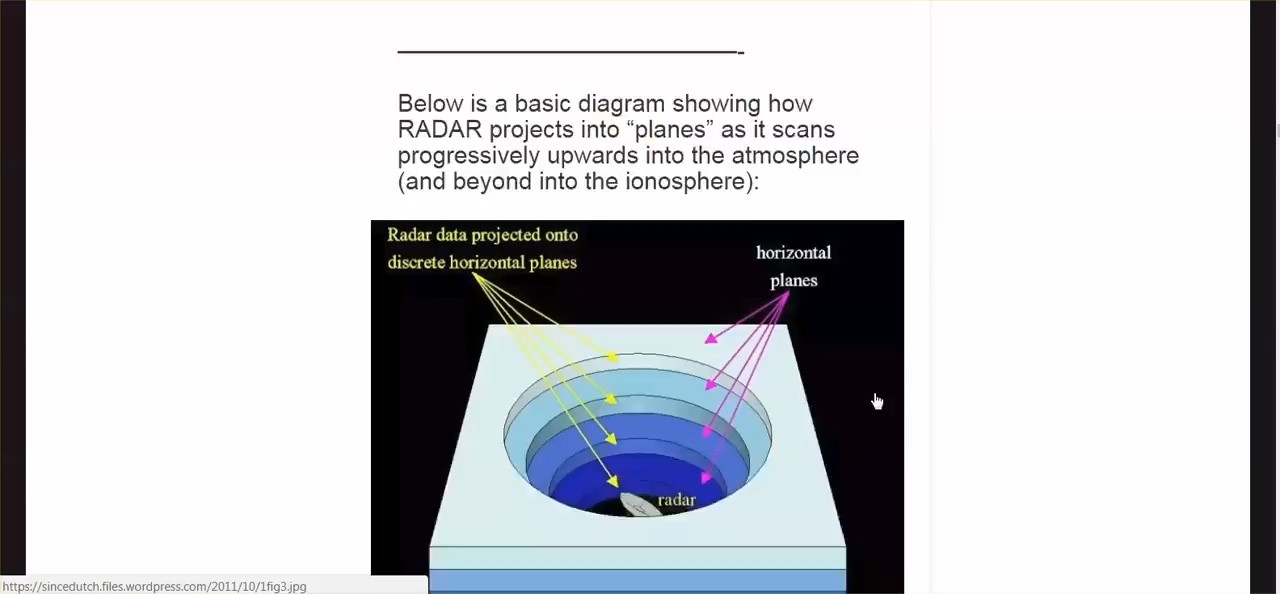 Below is a basic diagram showing how
RADAR projects into “planes” as it scans
progressively upwards into the atmosphere
(and beyond into the ionosphere):
Radar data projected onto
discrete horizontal planes
horizontal
planes
radar
https://sincedutch.files.wordpress.com/2011/10/1fig3.jpg